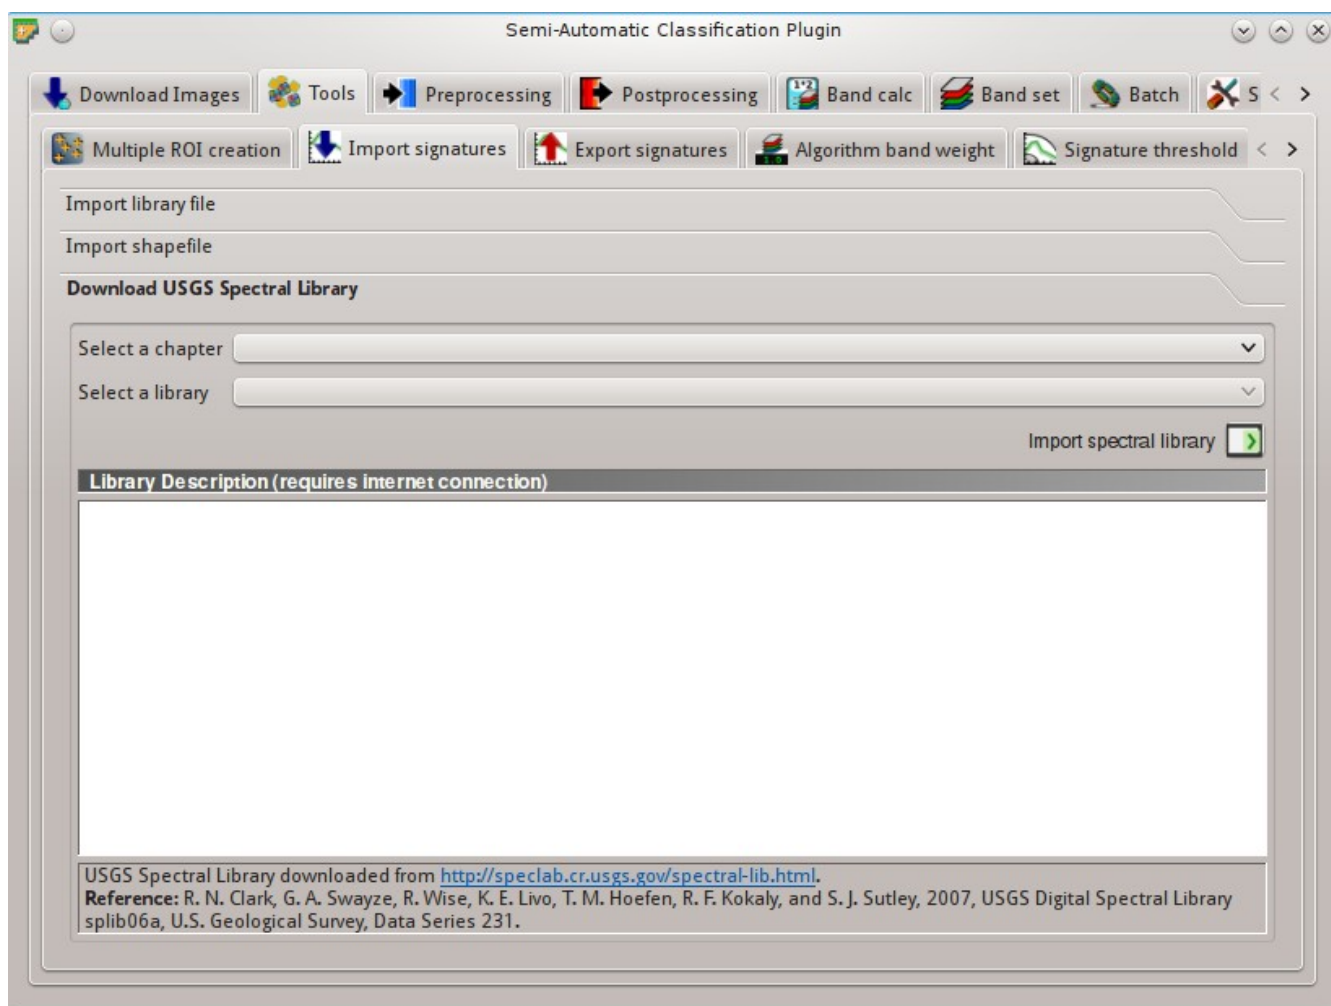 Semi-Automatic Classification Plugin
Download Images Tools Preprocessing Postprocessing 1*2 Band calc Band set Batch S < >
Multiple ROI creation Import signatures Export signatures Algorithm band weight Signature threshold < >
Import library file
Import shapefile
Download USGS Spectral Library
Select a chapter
Select a library
Import spectral library
Library Description (requires internet connection)
USGS Spectral Library downloaded from http://speclab.cr.usgs.gov/spectral-lib.html.
Reference: R. N. Clark, G. A. Swayze, R. Wise, K. E. Livo, T. M. Hoefen, R. F. Kokaly, and S. J. Sutley, 2007, USGS Digital Spectral Library
splib06a, U.S. Geological Survey, Data Series 231.